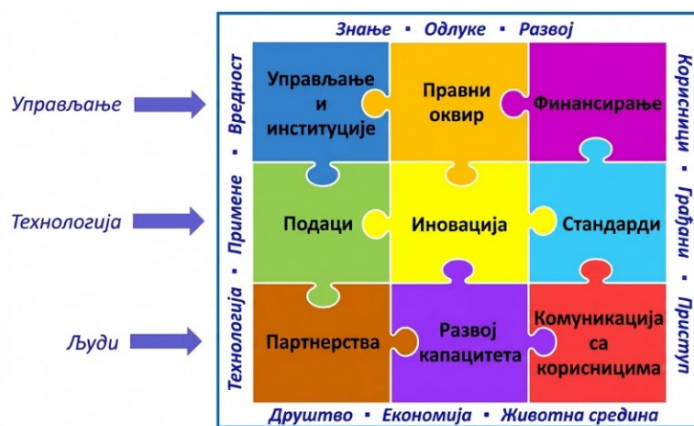 Знање ▪ Одлуке ▪ Развој
Управљање
Технологија
Људи
Технологија ▪ Примене ▪ Вредност
Управљање
и
институције
Правни
оквир
Финансирање
Подаци
Иновација
Стандарди
Партнерства
Развој
капацитета
Комуникација
са
корисницима
Корисници ▪ Грађани ▪ Приступ
Друштво ▪ Економија ▪ Животна средина